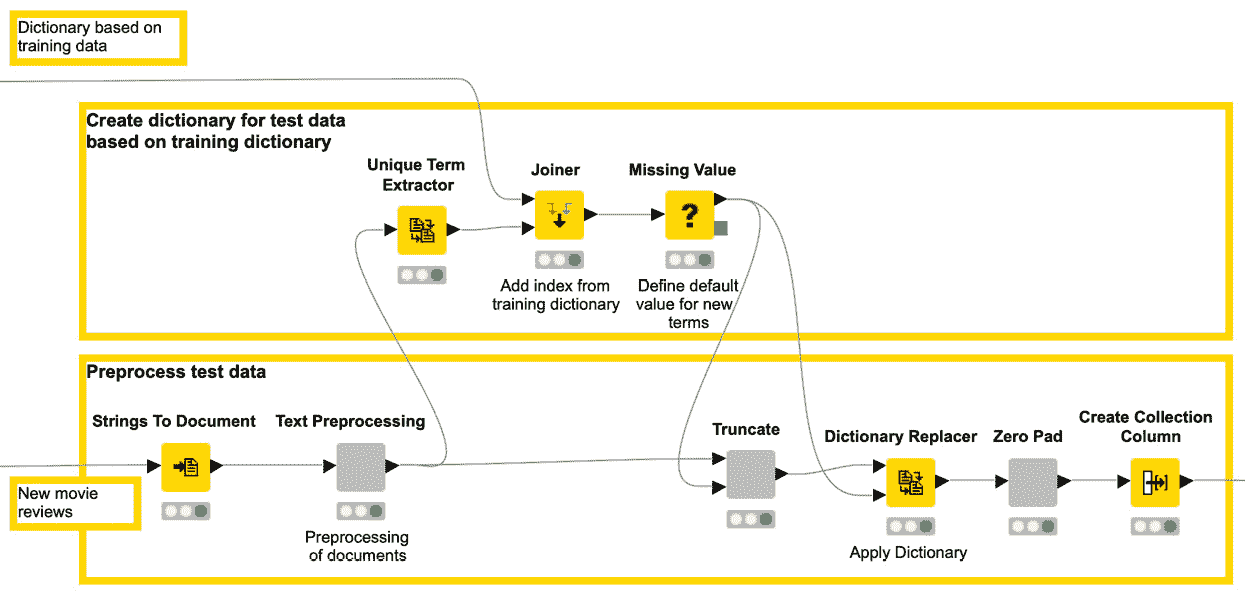 Dictionary based on
training data
Create dictionary for test data
based on training dictionary
Unique Term
Extractor
Joiner
Missing Value
?
Add index from
training dictionary
Define default
value for new
terms
Preprocess test data
Strings To Document
Text Preprocessing
Truncate
Dictionary Replacer
Zero Pad
Create Collection
Column
New movie
reviews
Preprocessing
of documents
Apply Dictionary